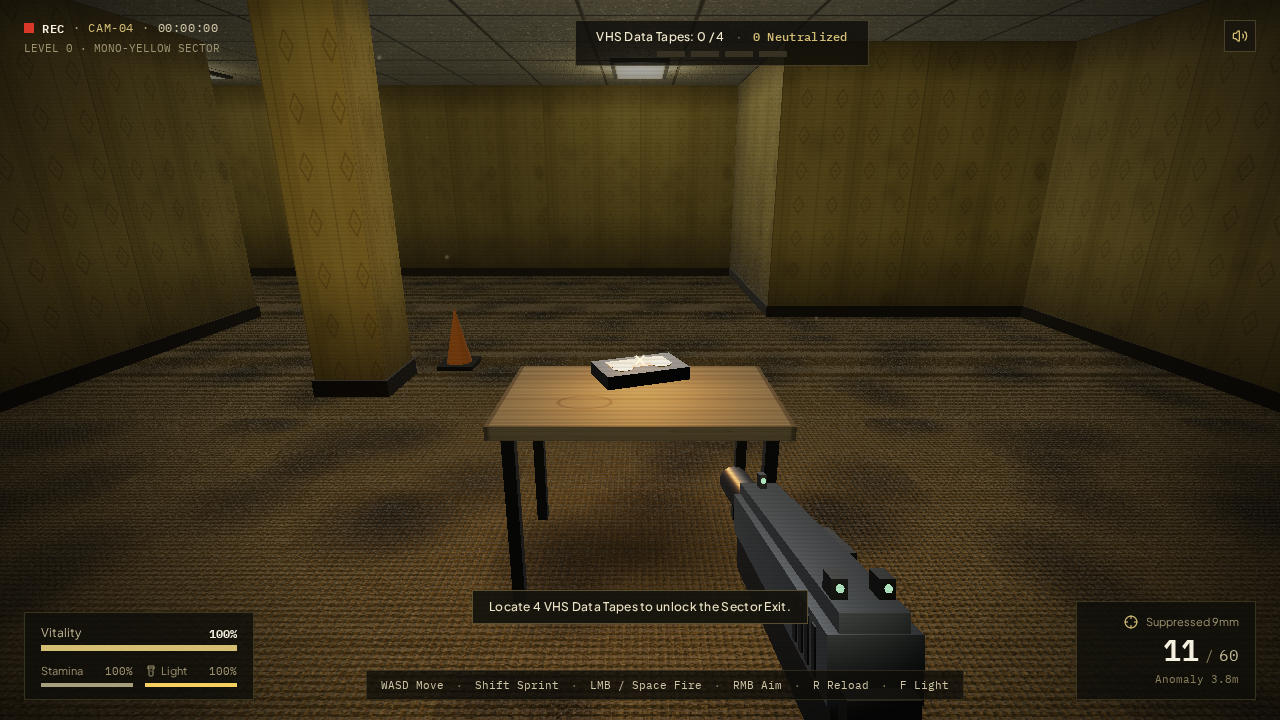 REC · CAM-04 · 00:00:00
LEVEL 0 · MONO-YELLOW SECTOR
VHS Data Tapes: 0 / 4 · 0 Neutralized
Locate 4 VHS Data Tapes to unlock the Sector Exit.
Vitality 100%
Stamina 100% Light 100%
WASD Move · Shift Sprint · LMB / Space Fire · RMB Aim · R Reload · F Light
Suppressed 9mm
11 / 60
Anomaly 3.8m